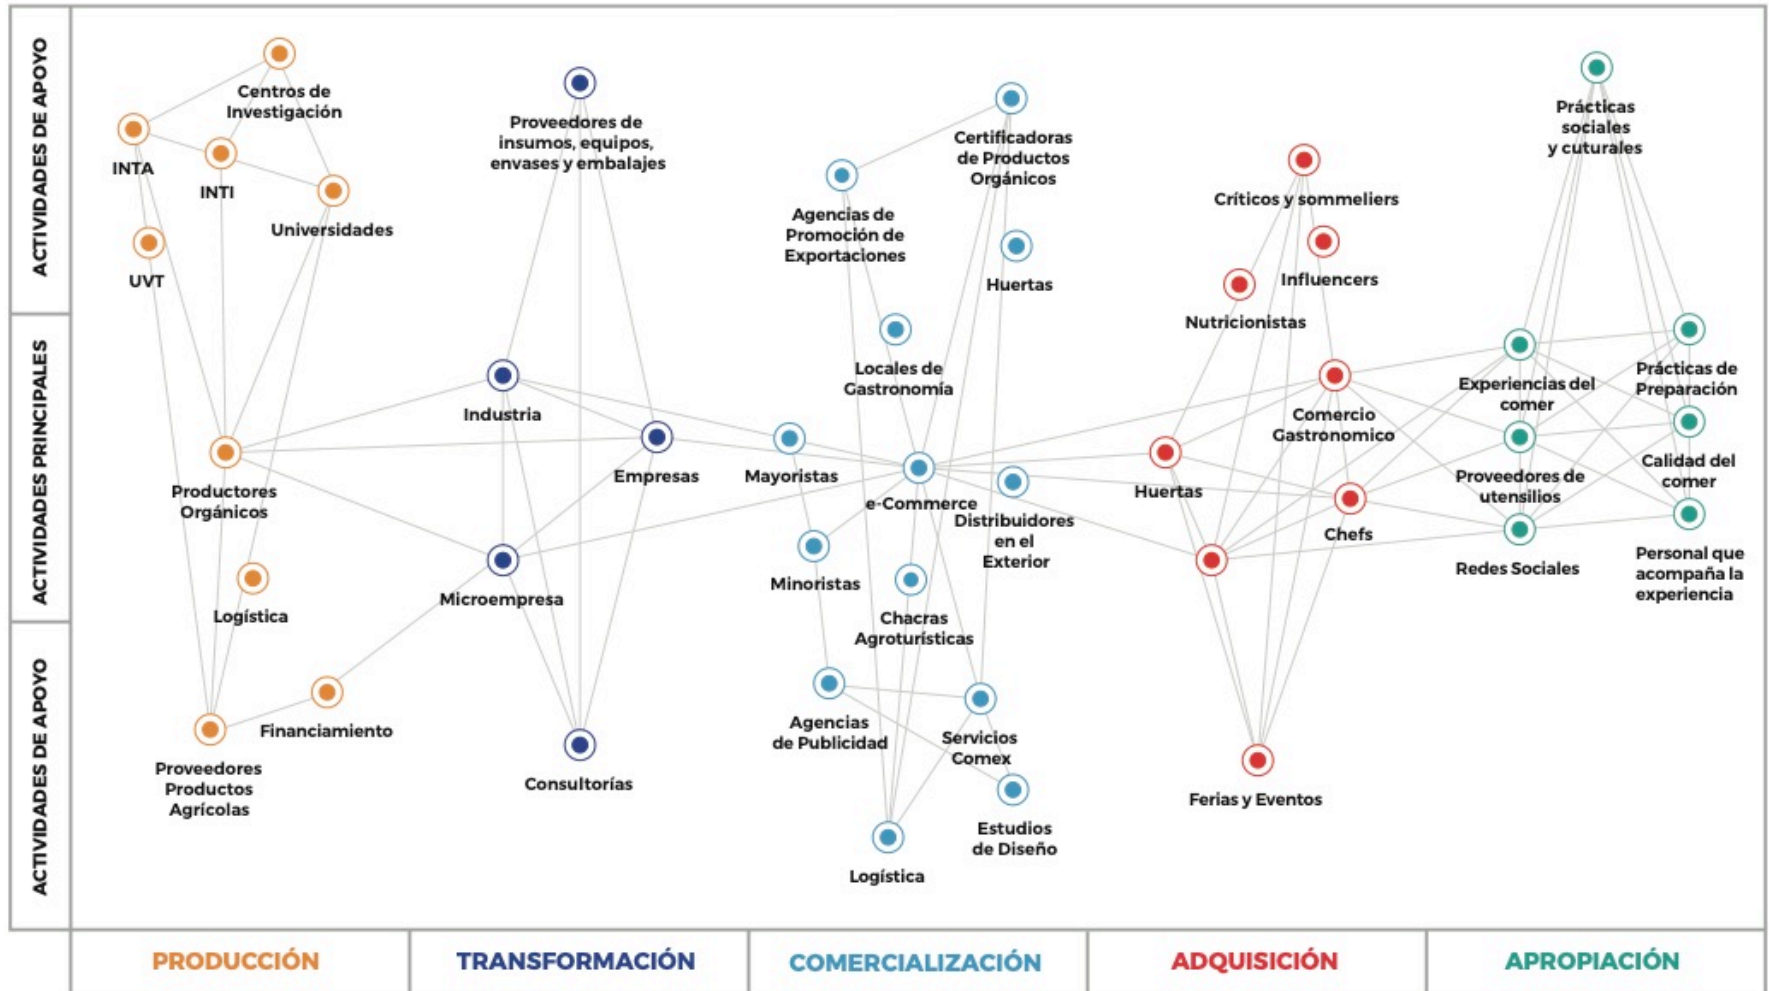 ACTIVIDADES DE APOYO
Centros de
Investigación
INTA
INTI
Universidades
UVT
Proveedores de
insumos, equipos,
envases y embalajes
Certificadoras
de Productos
Orgánicos
Agencias de
Promoción de
Exportaciones
Huertas
Críticos y sommeliers
Influencers
Nutricionistas
Prácticas
sociales
y cuturales
ACTIVIDADES PRINCIPALES
Productores
Orgánicos
Logística
Industria
Empresas
Microempresa
Locales de
Gastronomía
Mayoristas
e-Commerce
Distribuidores
en el
Exterior
Minoristas
Chacras
Agroturísticas
Comercio
Gastronomico
Huertas
Chefs
Experiencias del
comer
Prácticas de
Preparación
Proveedores de
utensilios
Calidad del
comer
Redes Sociales
Personal que
acompaña la
experiencia
ACTIVIDADES DE APOYO
Financiamiento
Proveedores
Productos
Agrícolas
Consultorías
Agencias
de Publicidad
Servicios
Comex
Estudios
de Diseño
Logística
Ferias y Eventos
PRODUCCIÓN
TRANSFORMACIÓN
COMERCIALIZACIÓN
ADQUISICIÓN
APROPIACIÓN